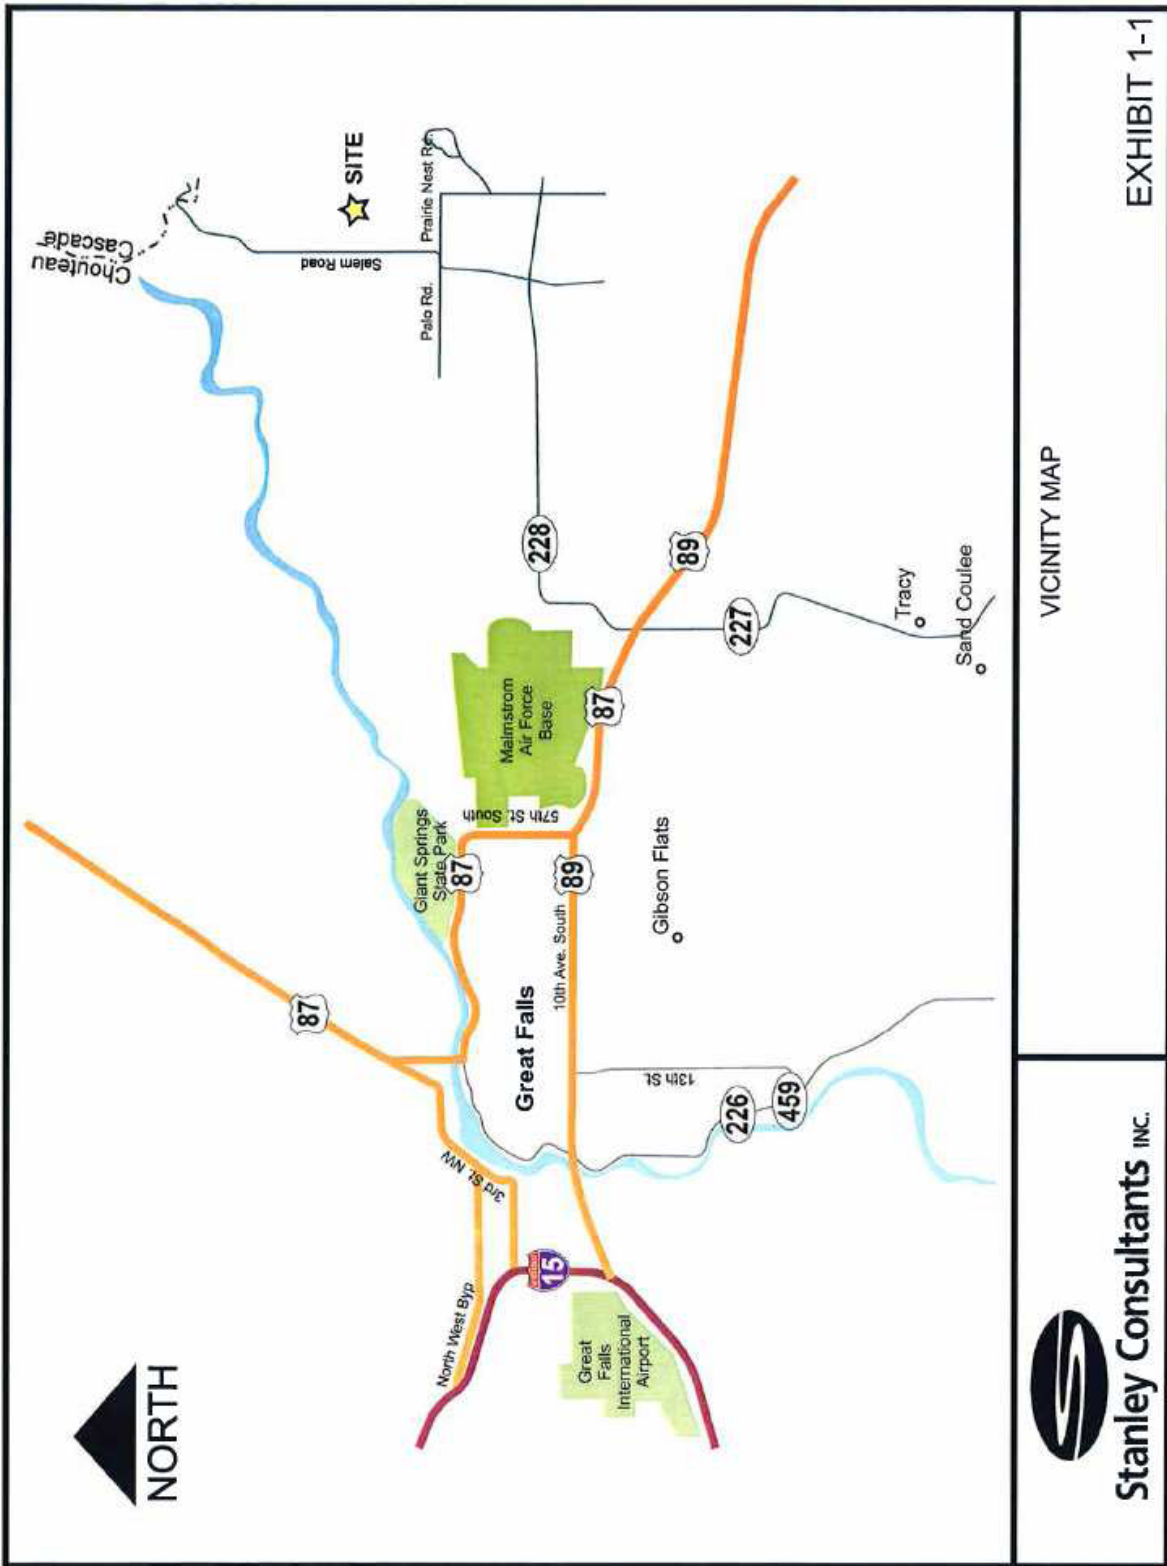 NORTH
Chouteau
Cascade
SITE
Salem Road
Prairie Nest Rd.
Palo Rd.
228
89
227
Tracy
Sand Coulee
Malmstrom
Air Force
Base
87
57th St. South
Giant Springs
State Park
87
89
Gibson Flats
10th Ave. South
87
Great Falls
13th St.
226
459
3rd St. NW
North West Byp
15
Great
Falls
International
Airport
Stanley Consultants INC.
VICINITY MAP
EXHIBIT 1-1